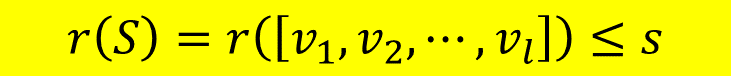 r(S) = r([v₁, v₂, ⋯, vₗ]) ≤ s